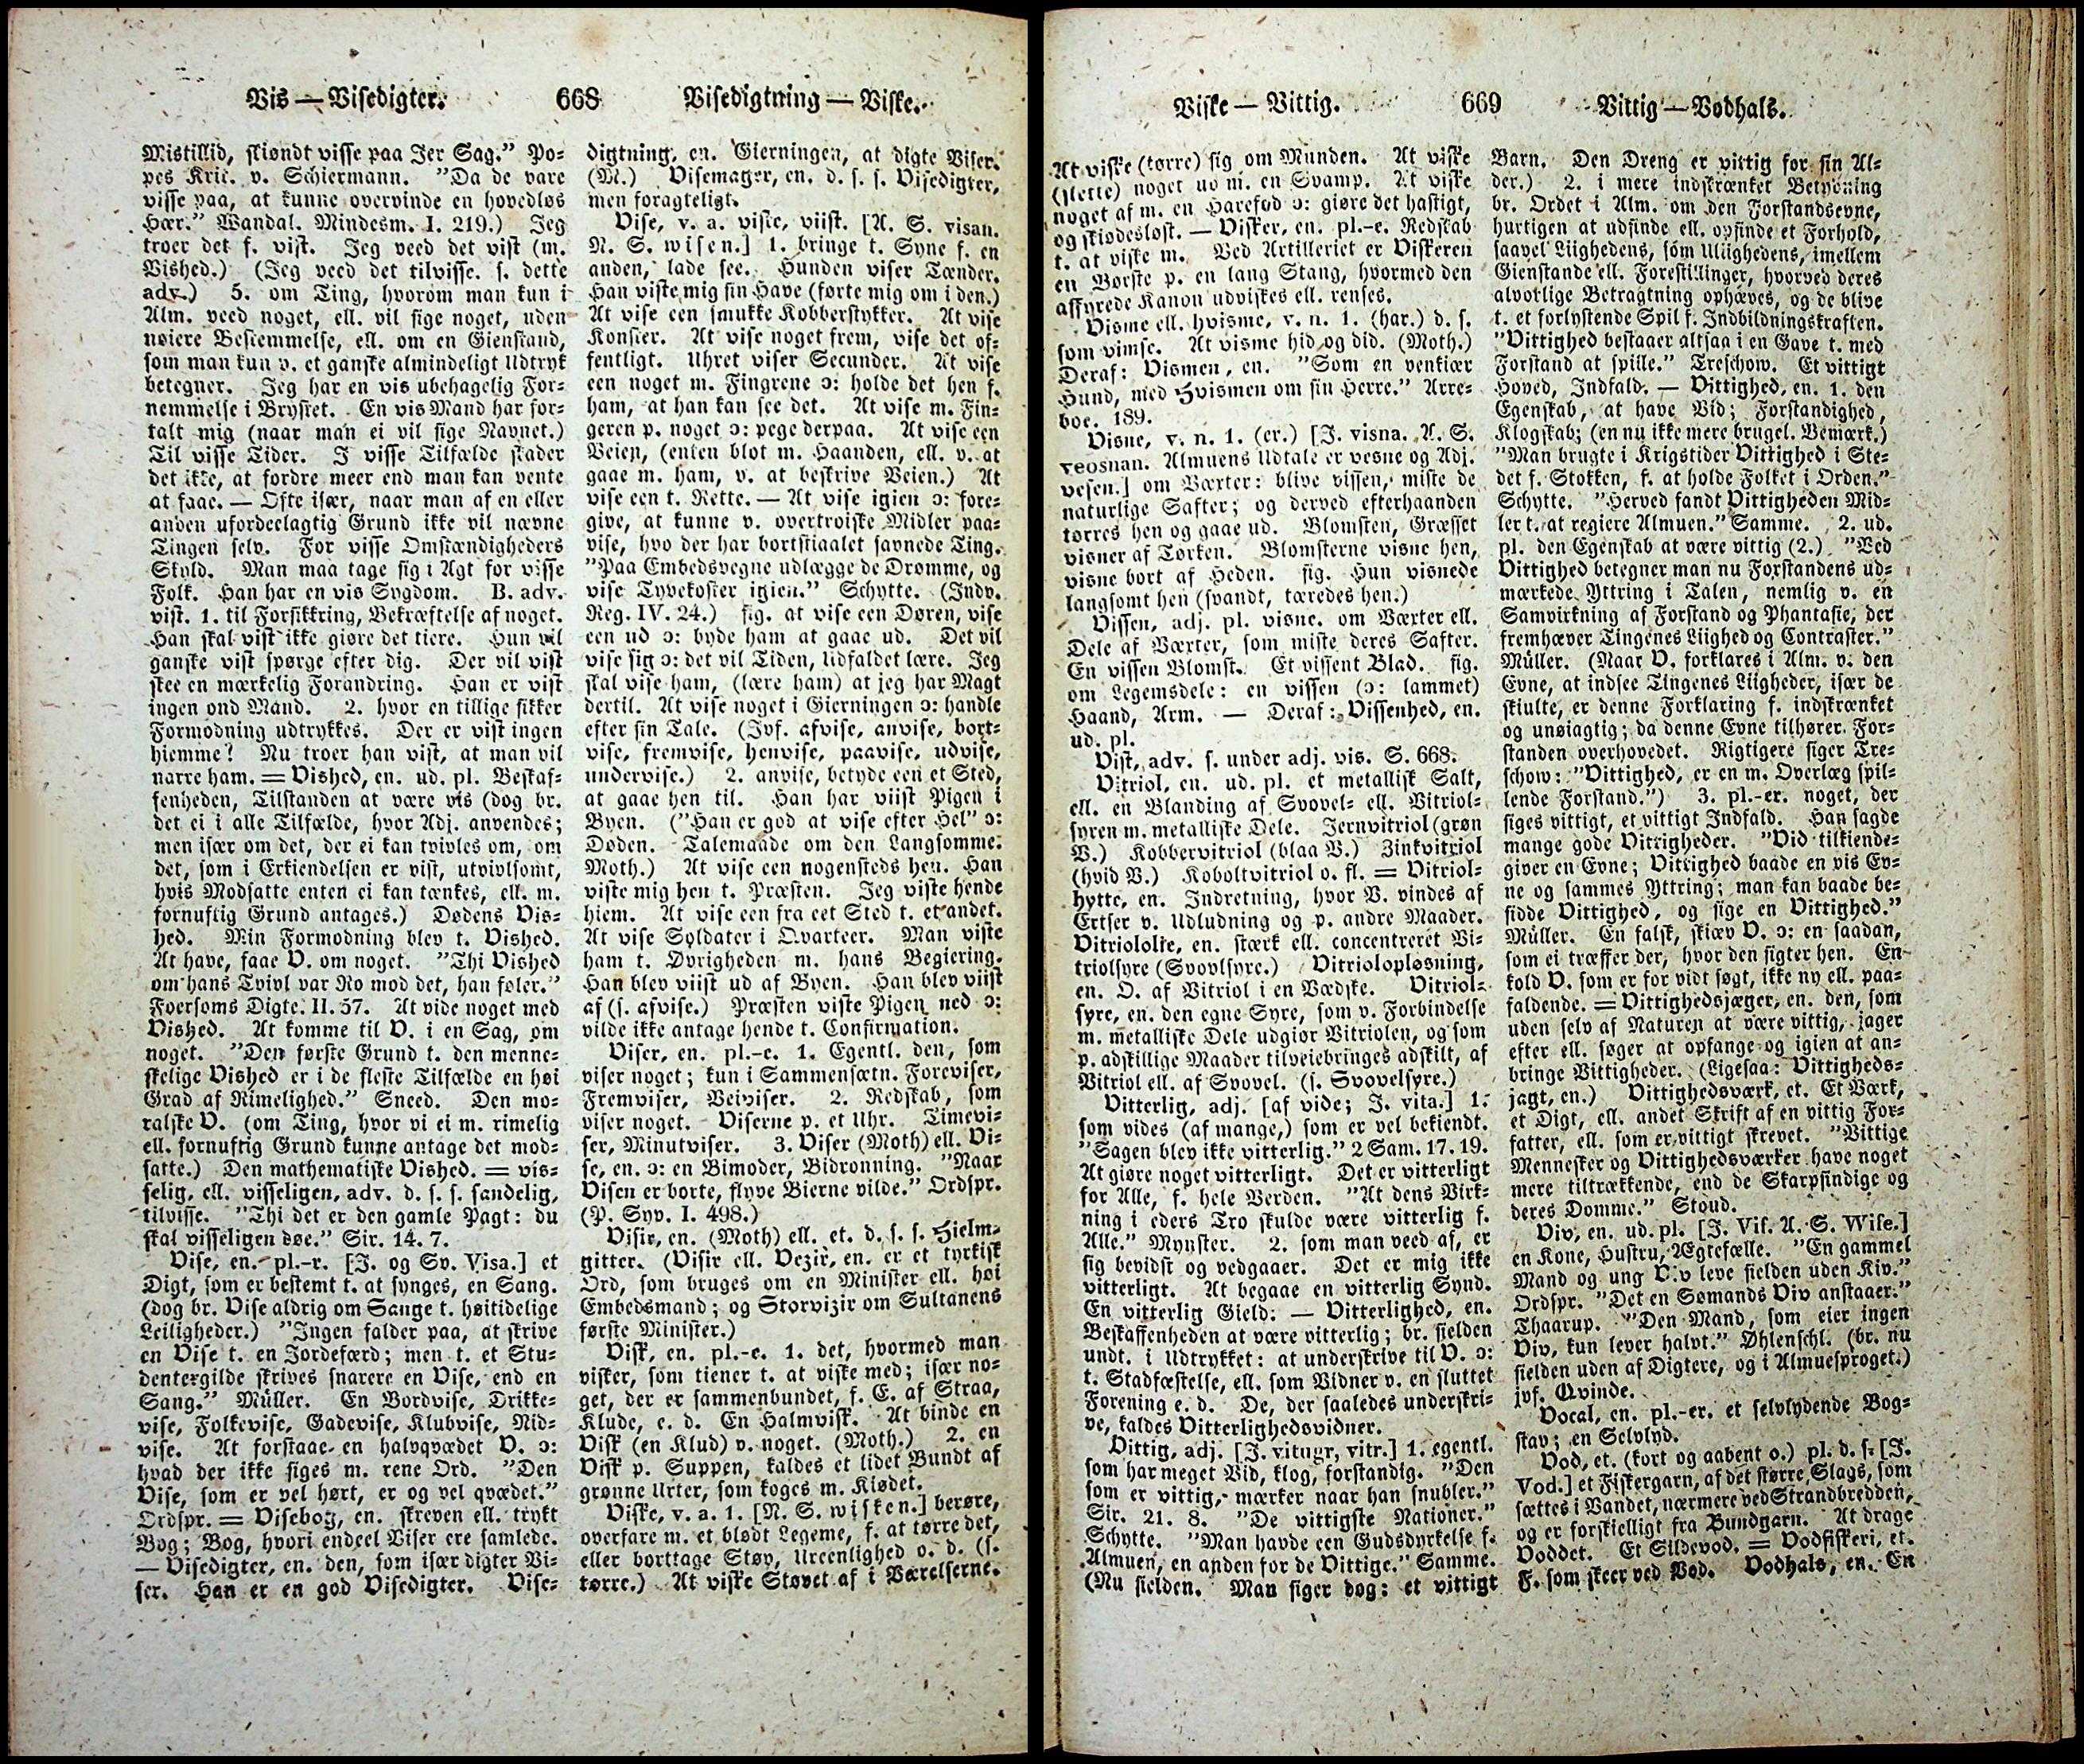 Vis — Visedigter.
668
Visedigtning — Viske.
Mistillid, skiøndt visse paa Jer Sag.” Po=
pes Krit. v. Schiermann. ”Da de vare
visse paa, at kunne overvinde en hovedløs
Hær.” Wandal. Mindesm. I. 219.) Jeg
troer det f. vist. Jeg veed det vist (m.
Vished.) (Jeg veed det tilvisse. s. dette
adv.) 5. om Ting, hvorom man kun i
Alm. veed noget, ell. vil sige noget, uden
nøiere Bestemmelse, ell. om en Gienstand,
som man kun v. et ganske almindeligt Udtryk
betegner. Jeg har en vis ubehagelig For=
nemmelse i Brystet. En vis Mand har for=
talt mig (naar man ei vil sige Navnet.)
Til visse Tider. I visse Tilfælde skader
det ikke, at fordre meer end man kan vente
at faae. — Ofte især, naar man af en eller
anden ufordeelagtig Grund ikke vil nævne
Tingen selv. For visse Omstændigheders
Skyld. Man maa tage sig i Agt for visse
Folk. Han har en vis Sygdom. B. adv.
vist. 1. til Forsikkring, Bekræftelse af noget.
Han skal vist ikke giøre det tiere. Hun vil
ganske vist spørge efter dig. Der vil vist
skee en mærkelig Forandring. Han er vist
ingen ond Mand. 2. hvor en tillige sikker
Formodning udtrykkes. Der er vist ingen
hiemme? Nu troer han vist, at man vil
narre ham. = Vished, en. ud. pl. Beskaf=
fenheden, Tilstanden at være vis (dog br.
det ei i alle Tilfælde, hvor Adj. anvendes;
men især om det, der ei kan tvivles om, om
det, som i Erkiendelsen er vist, utvivlsomt,
hvis Modsatte enten ei kan tænkes, ell. m.
fornuftig Grund antages.) Dødens Vis=
hed. Min Formodning blev t. Vished.
At have, faae V. om noget. ”Thi Vished
om hans Tvivl var Ro mod det, han føler.”
Foersoms Digte. II. 57. At vide noget med
Vished. At komme til V. i en Sag, om
noget. ”Den første Grund t. den menne=
skelige Vished er i de fleste Tilfælde en høi
Grad af Rimelighed.” Sneed. Den mo=
ralske V. (om Ting, hvor vi ei m. rimelig
ell. fornuftig Grund kunne antage det mod=
satte.) Den mathematiske Vished. = vis=
selig, ell. visseligen, adv. d. s. s. sandelig,
tilvisse. ”Thi det er den gamle Pagt: du
skal visseligen døe.” Sir. 14. 7.
Vise, en. pl.-r. [J. og Sv. Visa.] et
Digt, som er bestemt t. at synges, en Sang.
(dog br. Vise aldrig om Sange t. høitidelige
Leiligheder.) ”Ingen falder paa, at skrive
en Vise t. en Jordefærd; men t. et Stu=
dentergilde skrives snarere en Vise, end en
Sang.” Müller. En Bordvise, Drikke=
vise, Folkevise, Gadevise, Klubvise, Nid=
vise. At forstaae en halvqvædet V. ɔ:
hvad der ikke siges m. rene Ord. ”Den
Vise, som er vel hørt, er og vel qvædet.”
Ordspr. = Visebog, en. skreven ell. trykt
Bog; Bog, hvori endeel Viser ere samlede.
— Visedigter, en. den, som især digter Vi=
ser. Han er en god Visedigter. Vise=
digtning, en. Gierningen, at digte Viser.
(M.) Visemager, en. d. s. s. Visedigter,
men foragteligt.
Vise, v. a. viste, viist. [A. S. visan.
N. S. wisen.] 1. bringe t. Syne f. en
anden, lade see. Hunden viser Tænder.
Han viste mig sin Have (førte mig om i den.)
At vise een smukke Kobberstykker. At vise
Konster. At vise noget frem, vise det of=
fentligt. Uhret viser Secunder. At vise
een noget m. Fingrene ɔ: holde det hen f.
ham, at han kan see det. At vise m. Fin=
geren p. noget ɔ: pege derpaa. At vise een
Veien, (enten blot m. Haanden, ell. v. at
gaae m. ham, v. at beskrive Veien.) At
vise een t. Rette. — At vise igien ɔ: fore=
give, at kunne v. overtroiske Midler paa=
vise, hvo der har bortstiaalet savnede Ting.
”Paa Embedsvegne udlægge de Drømme, og
vise Tyvekoster igien.” Schytte. (Indv.
Reg. IV. 24.) fig. at vise een Døren, vise
een ud ɔ: byde ham at gaae ud. Det vil
vise sig ɔ: det vil Tiden, Udfaldet lære. Jeg
skal vise ham, (lære ham) at jeg har Magt
dertil. At vise noget i Gierningen ɔ: handle
efter sin Tale. (Jvf. afvise, anvise, bort=
vise, fremvise, henvise, paavise, udvise,
undervise.) 2. anvise, betyde een et Sted,
at gaae hen til. Han har viist Pigen i
Byen. (”Han er god at vise efter Hel” ɔ:
Døden. Talemaade om den Langsomme.
Moth.) At vise een nogensteds hen. Han
viste mig hen t. Præsten. Jeg viste hende
hiem. At vise een fra eet Sted t. et andet.
At vise Soldater i Qvarteer. Man viste
ham t. Øvrigheden m. hans Begiering.
Han blev viist ud af Byen. Han blev viist
af (s. afvise.) Præsten viste Pigen ned ɔ:
vilde ikke antage hende t. Confirmation.
Viser, en. pl.-e. 1. Egentl. den, som
viser noget; kun i Sammensætn. Foreviser,
Fremviser, Veiviser. 2. Redskab, som
viser noget. Viserne p. et Uhr. Timevi=
ser, Minutviser. 3. Viser (Moth) ell. Vi=
se, en. ɔ: en Bimoder, Bidronning. ”Naar
Visen er borte, flyve Bierne vilde.” Ordspr.
(P. Syv. I. 498.)
Visir, en. (Moth) ell. et. d. s. s. Hielm=
gitter. (Visir ell. Vezir, en. er et tyrkisk
Ord, som bruges om en Minister ell. høi
Embedsmand; og Storvizir om Sultanens
første Minister.)
Visk, en. pl.-e. 1. det, hvormed man
visker, som tiener t. at viske med; især no=
get, der er sammenbundet, f. E. af Straa,
Klude, e. d. En Halmvisk. At binde en
Visk (en Klud) v. noget. (Moth.) 2. en
Visk p. Suppen, kaldes et lidet Bundt af
grønne Urter, som koges m. Kiødet.
Viske, v. a. 1. [N. S. wisken.] berøre,
overfare m. et blødt Legeme, f. at tørre det,
eller borttage Støv, Ureenlighed o. d. (s.
tørre.) At viske Støvet af i Værelserne.
Viske — Vittig.
669
Vittig — Vodhals.
At viske (tørre) sig om Munden. At viske
(slette) noget ud m. en Svamp. At viske
noget af m. en Harefod ɔ: giøre det hastigt,
og skiødesløst. — Visker, en. pl.-e. Redskab
t. at viske m. Ved Artilleriet er Viskeren
en Børste p. en lang Stang, hvormed den
affyrede Kanon udviskes ell. renses.
Visme ell. hvisme, v. n. 1. (har.) d. s.
som vimse. At visme hid og did. (Moth.)
Deraf: Vismen, en. ”Som en venkiær
Hund, med Hvismen om sin Herre.” Arre=
boe. 189.
Visne, v. n. 1. (er.) [J. visna. A. S.
veosnan. Almuens Udtale er vesne og Adj.
vesen.] om Væxter: blive vissen, miste de
naturlige Safter; og derved efterhaanden
tørres hen og gaae ud. Blomsten, Græsset
visner af Tørken. Blomsterne visne hen,
visne bort af Heden. fig. Hun visnede
langsomt hen (svandt, tæredes hen.)
Vissen, adj. pl. visne. om Væxter ell.
Dele af Væxter, som miste deres Safter.
En vissen Blomst. Et vissent Blad. fig.
om Legemsdele: en vissen (ɔ: lammet)
Haand, Arm. — Deraf: Vissenhed, en.
ud. pl.
Vist, adv. s. under adj. vis. S. 668.
Vitriol, en. ud. pl. et metallisk Salt,
ell. en Blanding af Svovel= ell. Vitriol=
syren m. metalliske Dele. Jernvitriol (grøn
V.) Kobbervitriol (blaa V.) Zinkvitriol
(hvid V.) Koboltvitriol o. fl. = Vitriol=
hytte, en. Indretning, hvor V. vindes af
Ertser v. Udludning og p. andre Maader.
Vitriololie, en. stærk ell. concentreret Vi=
triolsyre (Svovlsyre.) Vitriolopløsning,
en. O. af Vitriol i en Vædske. Vitriol=
syre, en. den egne Syre, som v. Forbindelse
m. metalliske Dele udgiør Vitriolen, og som
p. adskillige Maader tilveiebringes adskilt, af
Vitriol ell. af Svovel. (s. Svovelsyre.)
Vitterlig, adj. [af vide; J. vita.] 1.
som vides (af mange,) som er vel bekiendt.
”Sagen blev ikke vitterlig.” 2 Sam. 17. 19.
At giøre noget vitterligt. Det er vitterligt
for Alle, f. hele Verden. ”At dens Virk=
ning i eders Tro skulde være vitterlig f.
Alle.” Mynster. 2. som man veed af, er
sig bevidst og vedgaaer. Det er mig ikke
vitterligt. At begaae en vitterlig Synd.
En vitterlig Gield: — Vitterlighed, en.
Beskaffenheden at være vitterlig; br. sielden
undt. i Udtrykket: at underskrive til V. ɔ:
t. Stadfæstelse, ell. som Vidner v. en sluttet
Forening e. d. De, der saaledes underskri=
ve, kaldes Vitterlighedsvidner.
Vittig, adj. [J. vitugr, vitr.] 1. egentl.
som har meget Vid, klog, forstandig. ”Den
som er vittig, mærker naar han snubler.”
Sir. 21. 8. ”De vittigste Nationer.”
Schytte. ”Man havde een Gudsdyrkelse f.
Almuen, en anden for de Vittige.” Samme.
(Nu sielden. Man siger dog: et vittigt
Barn. Den Dreng er vittig for sin Al=
der.) 2. i mere indskrænket Betydning
br. Ordet i Alm. om den Forstandsevne,
hurtigen at udfinde ell. opfinde et Forhold,
saavel Liighedens, som Uliighedens, imellem
Gienstande ell. Forestillinger, hvorved deres
alvorlige Betragtning ophæves, og de blive
t. et forlystende Spil f. Indbildningskraften.
”Vittighed bestaaer altsaa i en Gave t. med
Forstand at spille.” Treschow. Et vittigt
Hoved, Indfald. — Vittighed, en. 1. den
Egenskab, at have Vid; Forstandighed,
Klogskab; (en nu ikke mere brugel. Bemærk.)
”Man brugte i Krigstider Vittighed i Ste=
det f. Stokken, f. at holde Folket i Orden.”
Schytte. ”Herved fandt Vittigheden Mid=
ler t. at regiere Almuen.” Samme. 2. ud.
pl. den Egenskab at være vittig (2.) ”Ved
Vittighed betegner man nu Forstandens ud=
mærkede Yttring i Talen, nemlig v. en
Samvirkning af Forstand og Phantasie, der
fremhæver Tingenes Liighed og Contraster.”
Müller. (Naar V. forklares i Alm. v. den
Evne, at indsee Tingenes Liigheder, især de
skiulte, er denne Forklaring f. indskrænket
og unøiagtig; da denne Evne tilhører For=
standen overhovedet. Rigtigere siger Tre=
schow: ”Vittighed, er en m. Overlæg spil=
lende Forstand.”) 3. pl.-er. noget, der
siges vittigt, et vittigt Indfald. Han sagde
mange gode Vittigheder. ”Vid tilkiende=
giver en Evne; Vittighed baade en vis Ev=
ne og sammes Yttring; man kan baade be=
sidde Vittighed, og sige en Vittighed.”
Müller. En falsk, skiæv V. ɔ: en saadan,
som ei træffer der, hvor den sigter hen. En
kold V. som er for vidt søgt, ikke ny ell. paa=
faldende. = Vittighedsjæger, en. den, som
uden selv af Naturen at være vittig, jager
efter ell. søger at opfange og igien at an=
bringe Vittigheder. (Ligesaa: Vittigheds=
jagt, en.) Vittighedsværk, et. Et Værk,
et Digt, ell. andet Skrift af en vittig For=
fatter, ell. som er vittigt skrevet. ”Vittige
Mennesker og Vittighedsværker have noget
mere tiltrækkende, end de Skarpsindige og
deres Domme.” Stoud.
Viv, en. ud. pl. [J. Vif. A. S. Wife.]
en Kone, Hustru, Ægtefælle. ”En gammel
Mand og ung Viv leve sielden uden Kiv.”
Ordspr. ”Det en Sømands Viv anstaaer.”
Thaarup. ”Den Mand, som eier ingen
Viv, kun lever halvt.” Øhlenschl. (br. nu
sielden uden af Digtere, og i Almuesproget.)
jvf. Qvinde.
Vocal, en. pl.-er. et selvlydende Bog=
stav; en Selvlyd.
Vod, et. (kort og aabent o.) pl. d. s. [J.
Vod.] et Fiskergarn, af det større Slags, som
sættes i Vandet, nærmere ved Strandbredden,
og er forskielligt fra Bundgarn. At drage
Voddet. Et Sildevod. = Vodfiskeri, et.
F. som skeer ved Vod. Vodhals, en. En